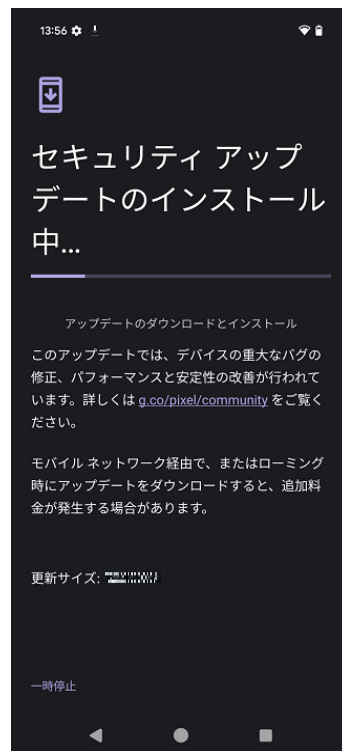 13:56
セキュリティ アップ
デートのインストール
中...
アップデートのダウンロードとインストール
このアップデートでは、デバイスの重大なバグの
修正、パフォーマンスと安定性の改善が行われて
います。詳しくは g.co/pixel/community をご覧く
ださい。
モバイル ネットワーク経由で、またはローミング
時にアップデートをダウンロードすると、追加料
金が発生する場合があります。
更新サイズ:
一時停止